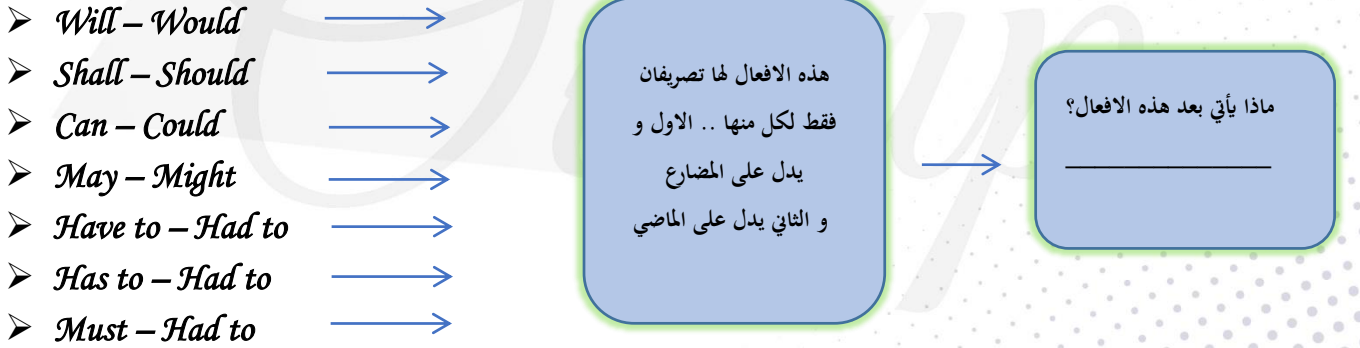 ➢ Will – Would
➢ Shall – Should
➢ Can – Could
➢ May – Might
➢ Have to – Had to
➢ Has to – Had to
➢ Must – Had to
هذه الافعال لها تصريفان
فقط لكل منها .. الاول و
يدل على المضارع
و الثاني يدل على الماضي
ماذا يأتي بعد هذه الافعال؟